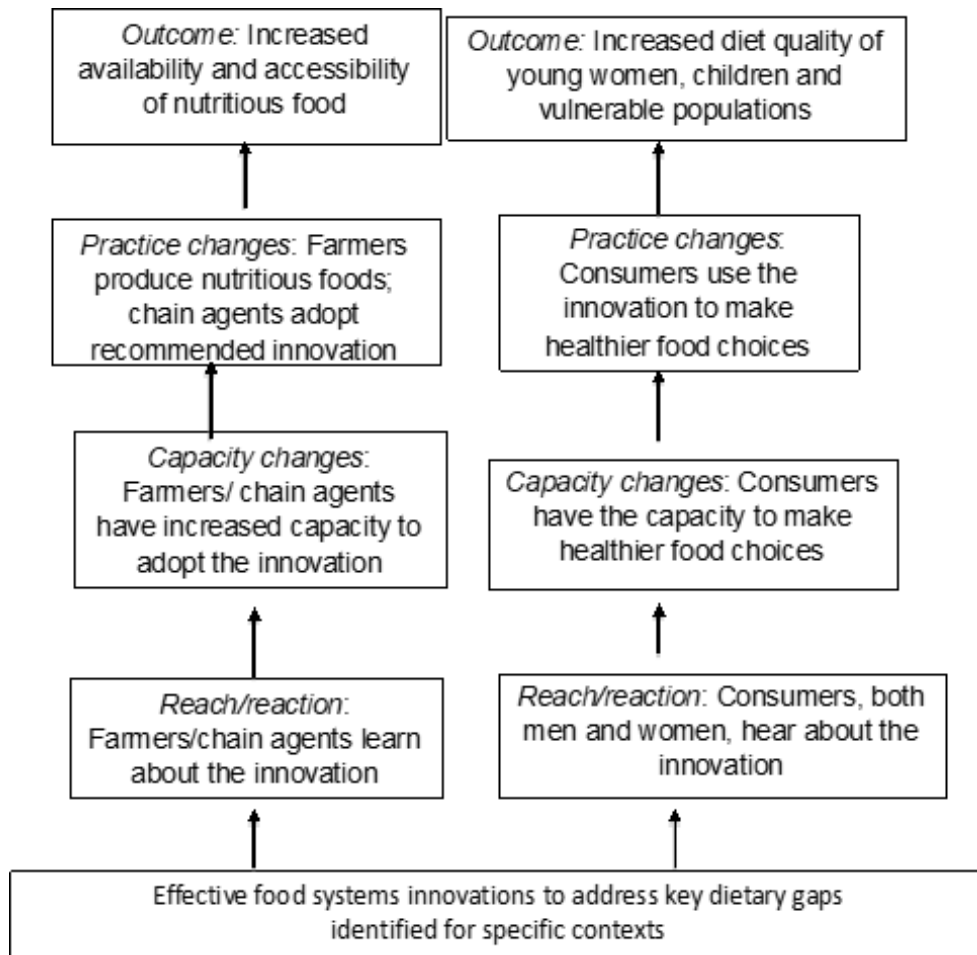 Outcome: Increased
availability and accessibility
of nutritious food
Outcome: Increased diet quality of
young women, children and
vulnerable populations
Practice changes: Farmers
produce nutritious foods;
chain agents adopt
recommended innovation
Practice changes:
Consumers use the
innovation to make
healthier food choices
Capacity changes:
Farmers/ chain agents
have increased capacity to
adopt the innovation
Capacity changes: Consumers
have the capacity to make
healthier food choices
Reach/reaction:
Farmers/chain agents learn
about the innovation
Reach/reaction: Consumers, both
men and women, hear about the
innovation
Effective food systems innovations to address key dietary gaps
identified for specific contexts